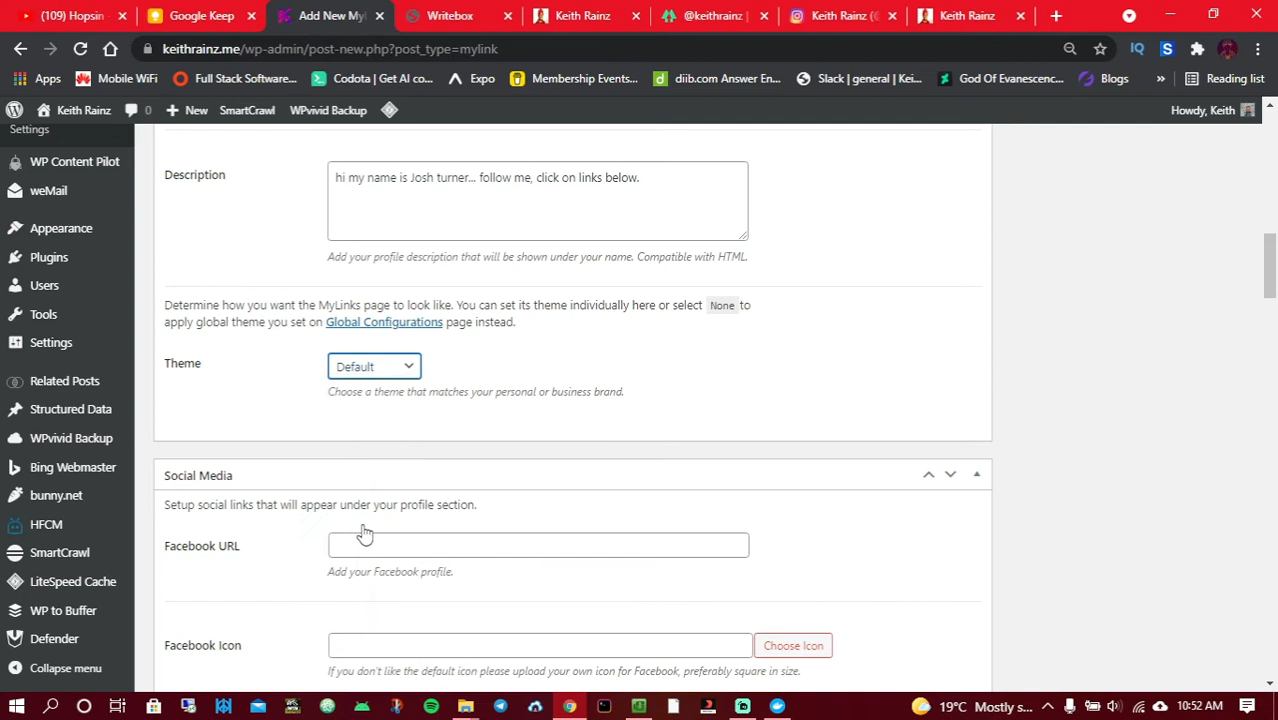 (109) Hopsin
Google Keep
Add New MyL
Writebox
Keith Rainz
@keithrainz
Keith Rainz (
Keith Rainz
keithrainz.me/wp-admin/post-new.php?post_type=mylink
IQ
S
Apps
Mobile WiFi
Full Stack Software...
Codota | Get AI co...
Expo
Membership Events...
diib.com Answer En...
Slack | general | Kei...
God Of Evanescenc...
Blogs
»
Reading list
Keith Rainz
0
New
SmartCrawl
WPvivid Backup
Howdy, Keith
Settings
WP Content Pilot
weMail
Appearance
Plugins
Users
Tools
Settings
Related Posts
Structured Data
WPvivid Backup
Bing Webmaster
bunny.net
HFCM
SmartCrawl
LiteSpeed Cache
WP to Buffer
Defender
Collapse menu
Description
hi my name is Josh turner... follow me, click on links below.
Add your profile description that will be shown under your name. Compatible with HTML.
Determine how you want the MyLinks page to look like. You can set its theme individually here or select None to
apply global theme you set on Global Configurations page instead.
Theme
Default
Choose a theme that matches your personal or business brand.
Social Media
Setup social links that will appear under your profile section.
Facebook URL
Add your Facebook profile.
Facebook Icon
Choose Icon
If you don't like the default icon please upload your own icon for Facebook, preferably square in size.
19°C Mostly s...
ENG
10:52 AM